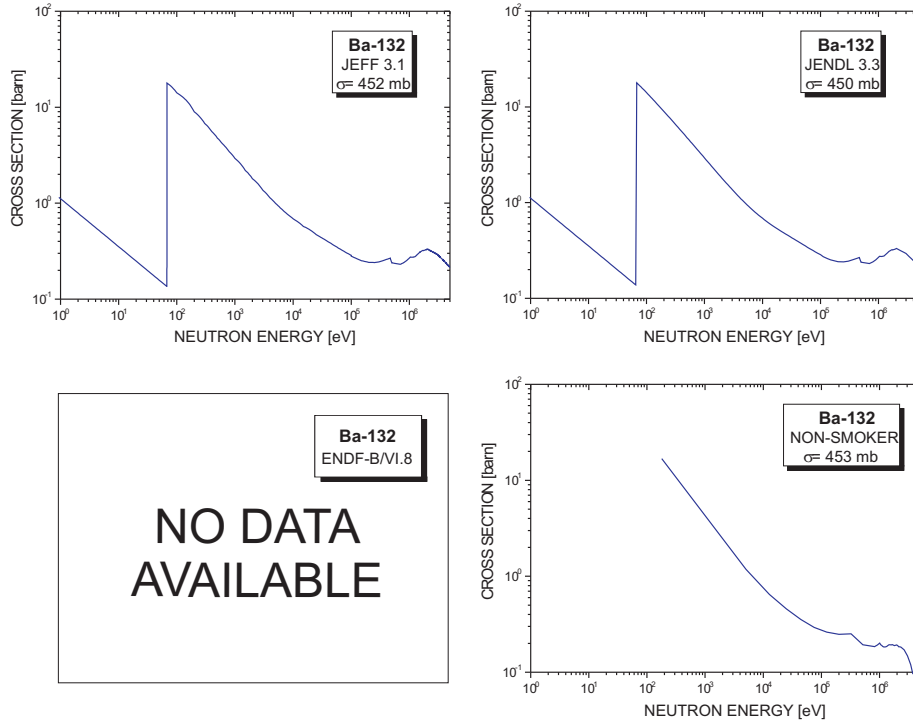 10²
10¹
10⁰
10⁻¹
CROSS SECTION [barn]
Ba-132
JEFF 3.1
σ= 452 mb
10⁰ 10¹ 10² 10³ 10⁴ 10⁵ 10⁶
NEUTRON ENERGY [eV]
10²
10¹
10⁰
10⁻¹
CROSS SECTION [barn]
Ba-132
JENDL 3.3
σ= 450 mb
10⁰ 10¹ 10² 10³ 10⁴ 10⁵ 10⁶
NEUTRON ENERGY [eV]
Ba-132
ENDF-B/VI.8
NO DATA
AVAILABLE
10²
10¹
10⁰
10⁻¹
CROSS SECTION [barn]
Ba-132
NON-SMOKER
σ= 453 mb
10⁰ 10¹ 10² 10³ 10⁴ 10⁵ 10⁶
NEUTRON ENERGY [eV]